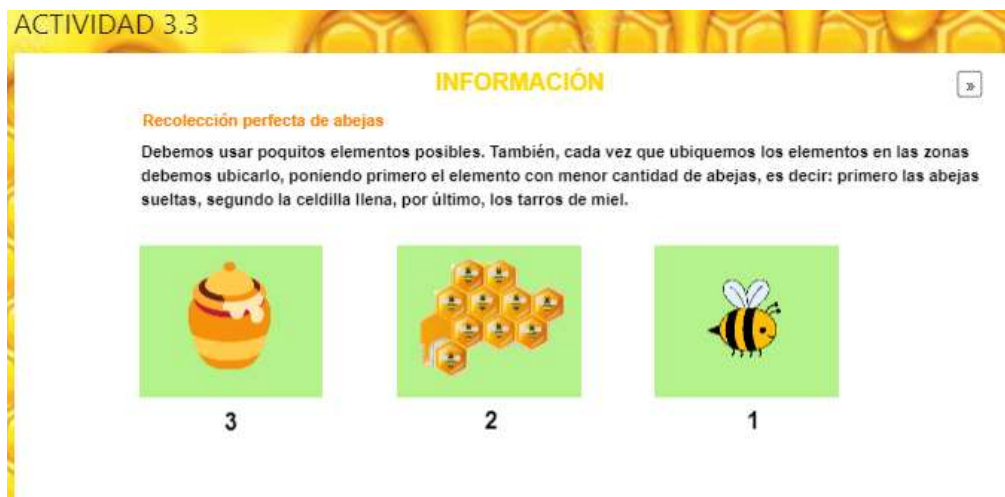 ACTIVIDAD 3.3
INFORMACIÓN
»
Recolección perfecta de abejas
Debemos usar poquitos elementos posibles. También, cada vez que ubiquemos los elementos en las zonas
debemos ubicarlo, poniendo primero el elemento con menor cantidad de abejas, es decir: primero las abejas
sueltas, segundo la celdilla llena, por último, los tarros de miel.
3 2 1